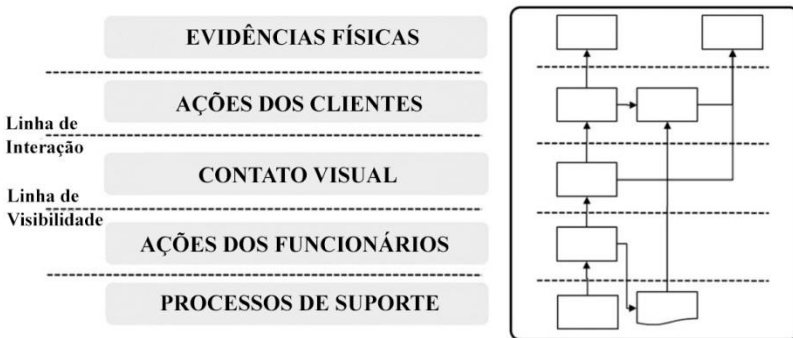 EVIDÊNCIAS FÍSICAS
AÇÕES DOS CLIENTES
Linha de
Interação
CONTATO VISUAL
Linha de
Visibilidade
AÇÕES DOS FUNCIONÁRIOS
PROCESSOS DE SUPORTE